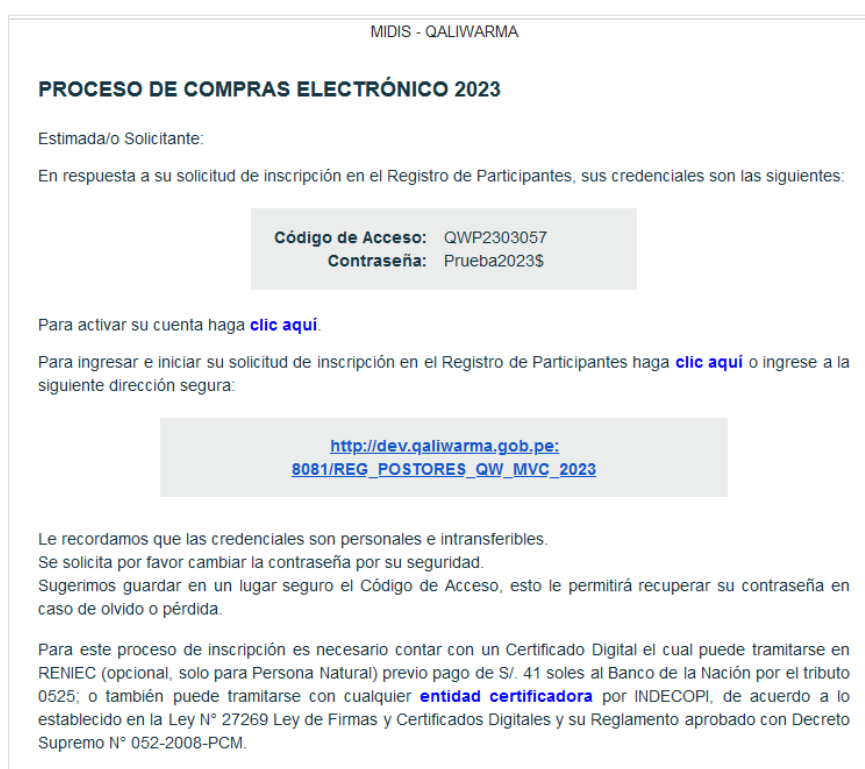 MIDIS - QALIWARMA
PROCESO DE COMPRAS ELECTRÓNICO 2023
Estimada/o Solicitante:
En respuesta a su solicitud de inscripción en el Registro de Participantes, sus credenciales son las siguientes:
Código de Acceso: QWP2303057
Contraseña: Prueba2023$
Para activar su cuenta haga clic aquí.
Para ingresar e iniciar su solicitud de inscripción en el Registro de Participantes haga clic aquí o ingrese a la
siguiente dirección segura:
http://dev.qaliwarma.gob.pe:
8081/REG_POSTORES_QW_MVC_2023
Le recordamos que las credenciales son personales e intransferibles.
Se solicita por favor cambiar la contraseña por su seguridad.
Sugerimos guardar en un lugar seguro el Código de Acceso, esto le permitirá recuperar su contraseña en
caso de olvido o pérdida.
Para este proceso de inscripción es necesario contar con un Certificado Digital el cual puede tramitarse en
RENIEC (opcional, solo para Persona Natural) previo pago de S/. 41 soles al Banco de la Nación por el tributo
0525; o también puede tramitarse con cualquier entidad certificadora por INDECOPI, de acuerdo a lo
establecido en la Ley N° 27269 Ley de Firmas y Certificados Digitales y su Reglamento aprobado con Decreto
Supremo N° 052-2008-PCM.